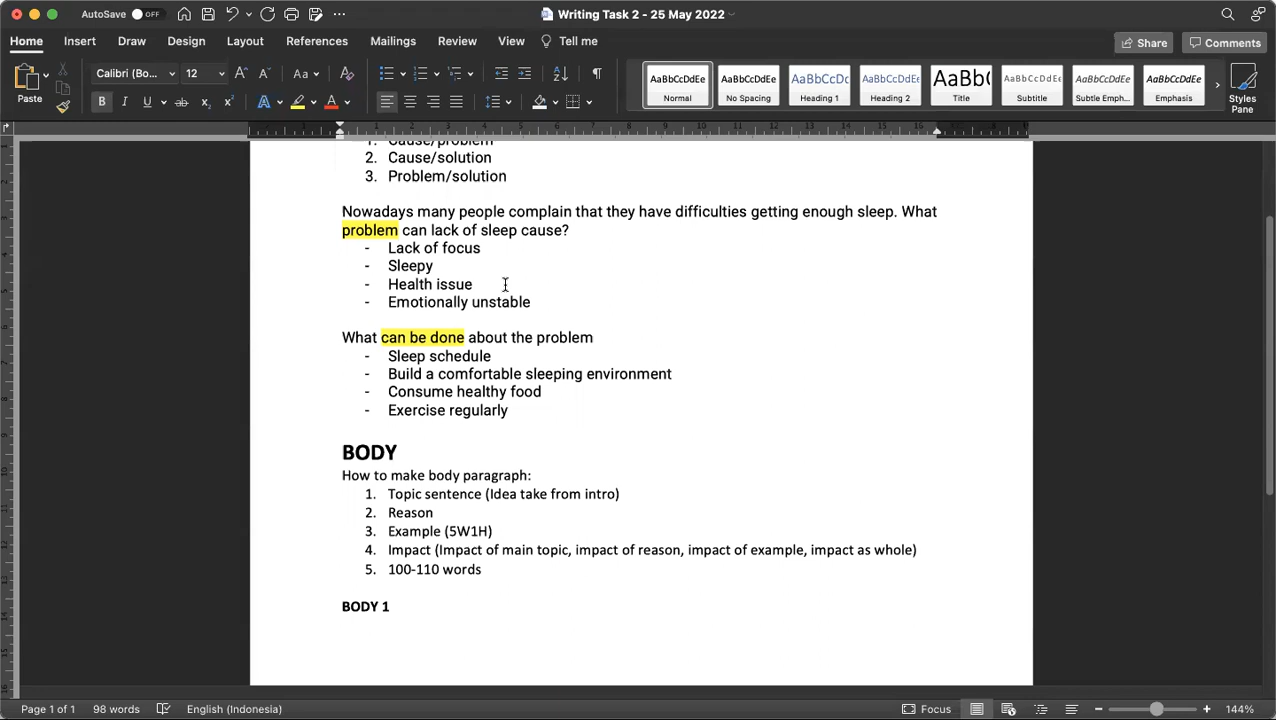 AutoSave OFF
Writing Task 2 - 25 May 2022
Home Insert Draw Design Layout References Mailings Review View Tell me Share Comments
Paste
Calibri (Bo...
12
AaBbCcDdEe
Normal
AaBbCcDdEe
No Spacing
AaBbCcDc
Heading 1
AaBbCcDdEe
Heading 2
AaBb(
Title
AaBbCcDdEe
Subtitle
AaBbCcDdEe
Subtle Emph...
AaBbCcDdEe
Emphasis
Styles
Pane
1. Cause/problem
2. Cause/solution
3. Problem/solution
Nowadays many people complain that they have difficulties getting enough sleep. What
problem can lack of sleep cause?
- Lack of focus
- Sleepy
- Health issue
- Emotionally unstable
What can be done about the problem
- Sleep schedule
- Build a comfortable sleeping environment
- Consume healthy food
- Exercise regularly
BODY
How to make body paragraph:
1. Topic sentence (Idea take from intro)
2. Reason
3. Example (5W1H)
4. Impact (Impact of main topic, impact of reason, impact of example, impact as whole)
5. 100-110 words
BODY 1
Page 1 of 1 98 words English (Indonesia) Focus 144%